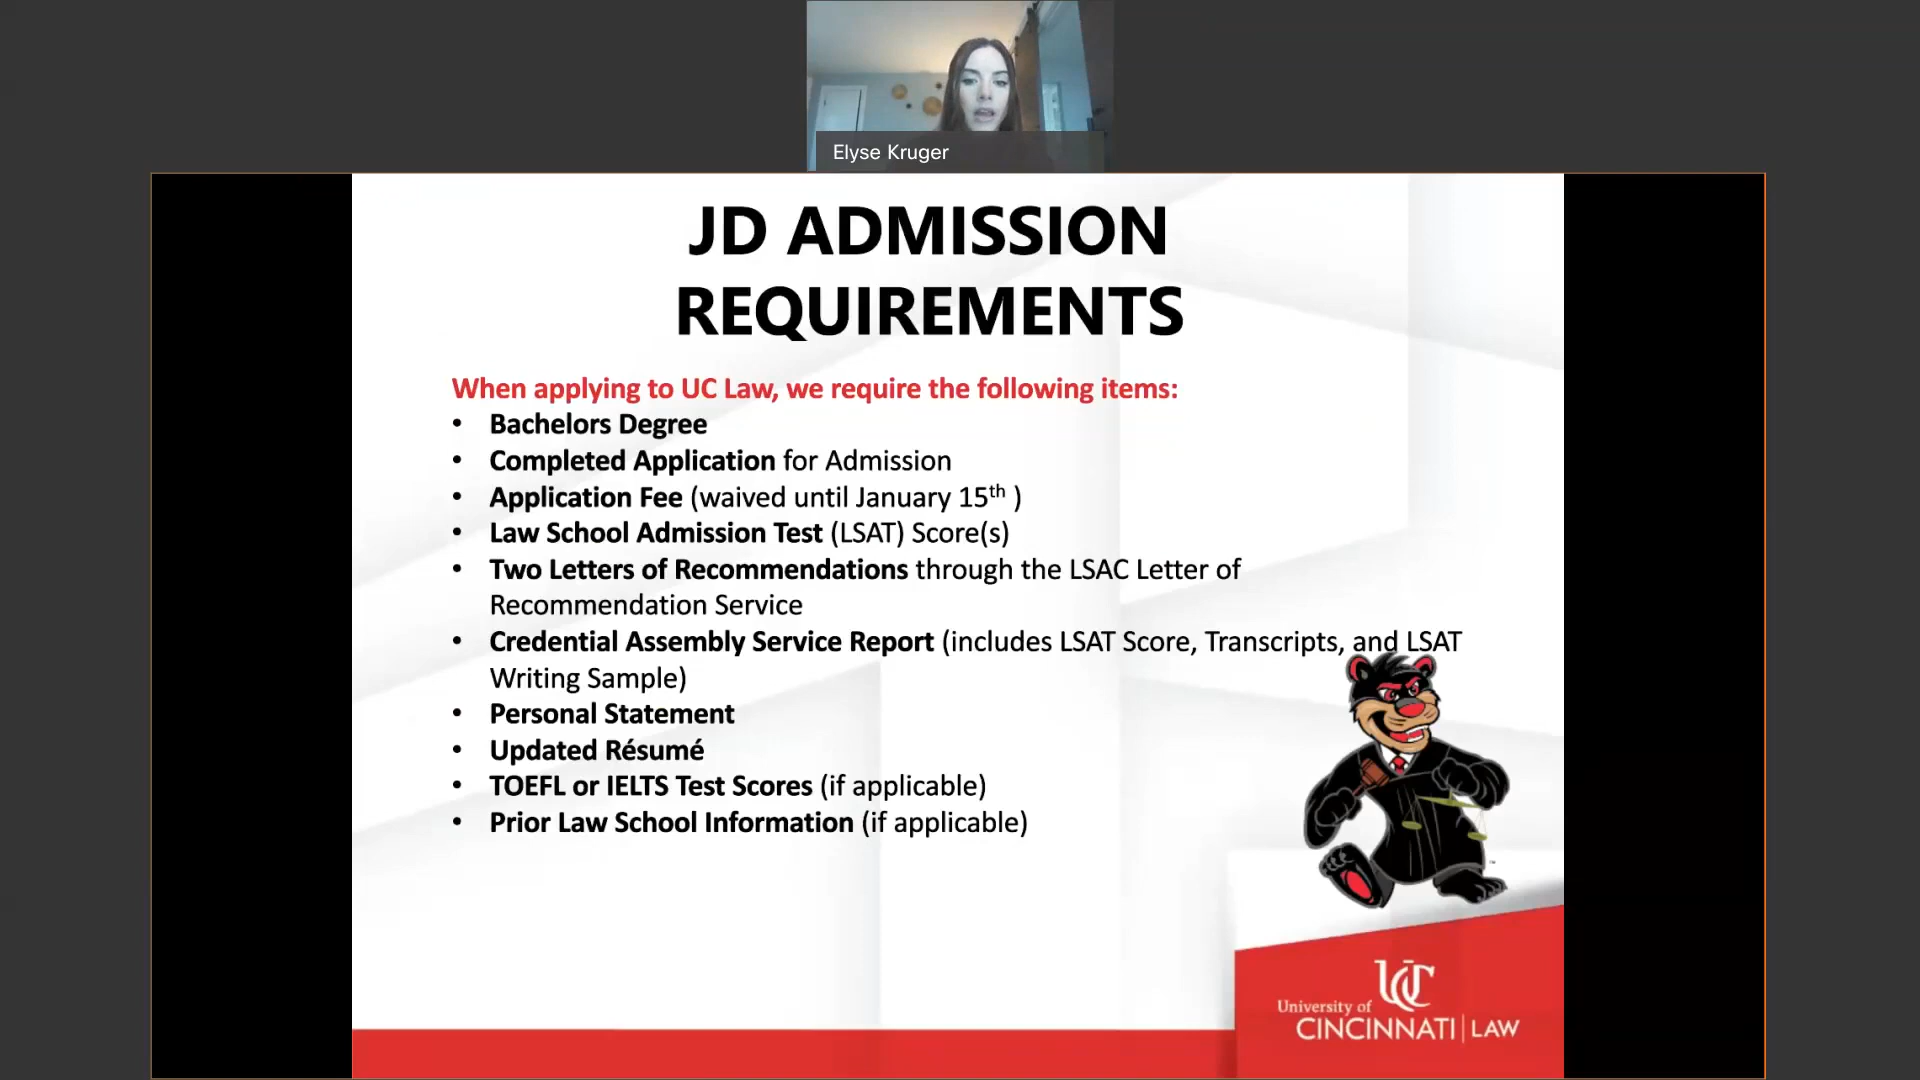 Elyse Kruger
JD ADMISSION
REQUIREMENTS
When applying to UC Law, we require the following items:
• Bachelors Degree
• Completed Application for Admission
• Application Fee (waived until January 15th )
• Law School Admission Test (LSAT) Score(s)
• Two Letters of Recommendations through the LSAC Letter of
Recommendation Service
• Credential Assembly Service Report (includes LSAT Score, Transcripts, and LSAT
Writing Sample)
• Personal Statement
• Updated Résumé
• TOEFL or IELTS Test Scores (if applicable)
• Prior Law School Information (if applicable)
UC
University of
CINCINNATI | LAW